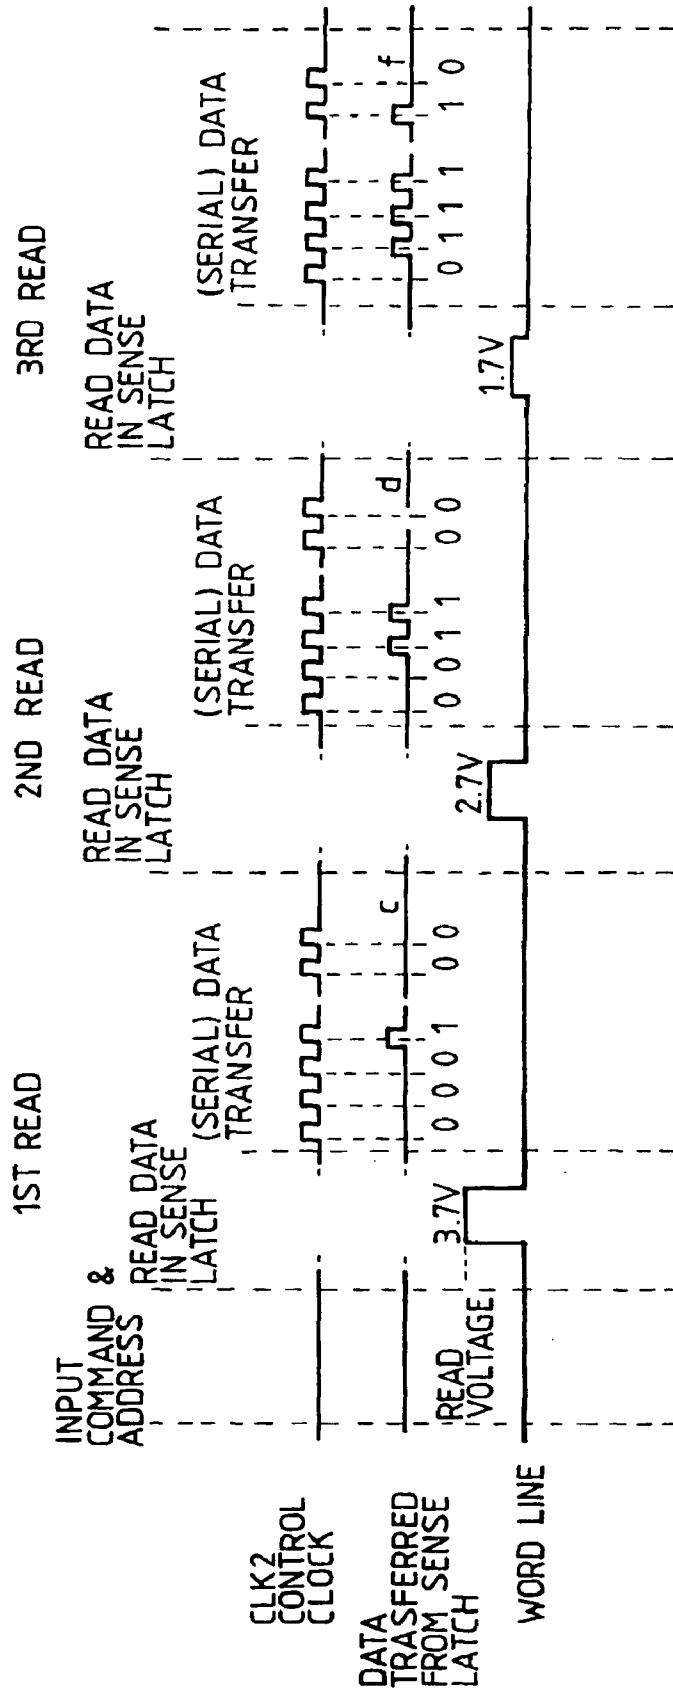 1ST READ
2ND READ
3RD READ
INPUT
COMMAND &
ADDRESS
READ DATA
IN SENSE
LATCH
(SERIAL) DATA
TRANSFER
READ DATA
IN SENSE
LATCH
(SERIAL) DATA
TRANSFER
READ DATA
IN SENSE
LATCH
(SERIAL) DATA
TRANSFER
CLK2
CONTROL
CLOCK
DATA
TRASFERRED
FROM SENSE
LATCH
c
d
f
0 0 0 1 0 0
0 0 1 1 0 0
0 1 1 1 1 0
READ
VOLTAGE
3.7V
2.7V
1.7V
WORD LINE